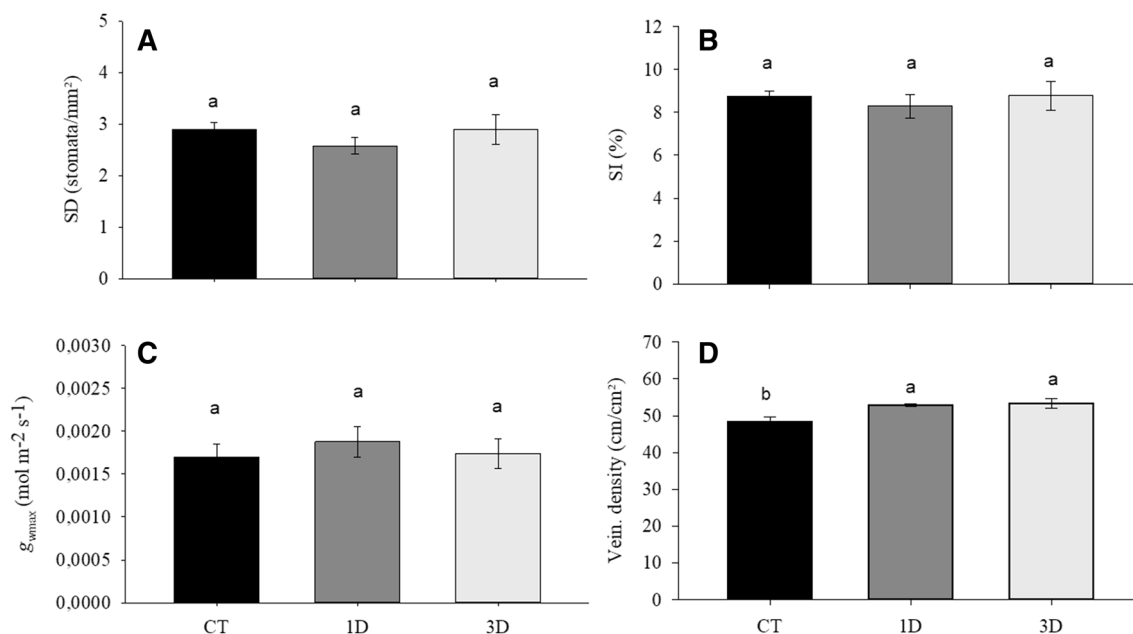 A
SD (stomata/mm²)
5
4
3
2
1
0
a
a
a
B
SI (%)
12
10
8
6
4
2
0
a
a
a
C
gwmax (mol m-2 s-1)
0,0030
0,0025
0,0020
0,0015
0,0010
0,0005
0,0000
a
a
a
CT 1D 3D
D
Vein. density (cm/cm²)
70
60
50
40
30
20
10
0
b
a
a
CT 1D 3D